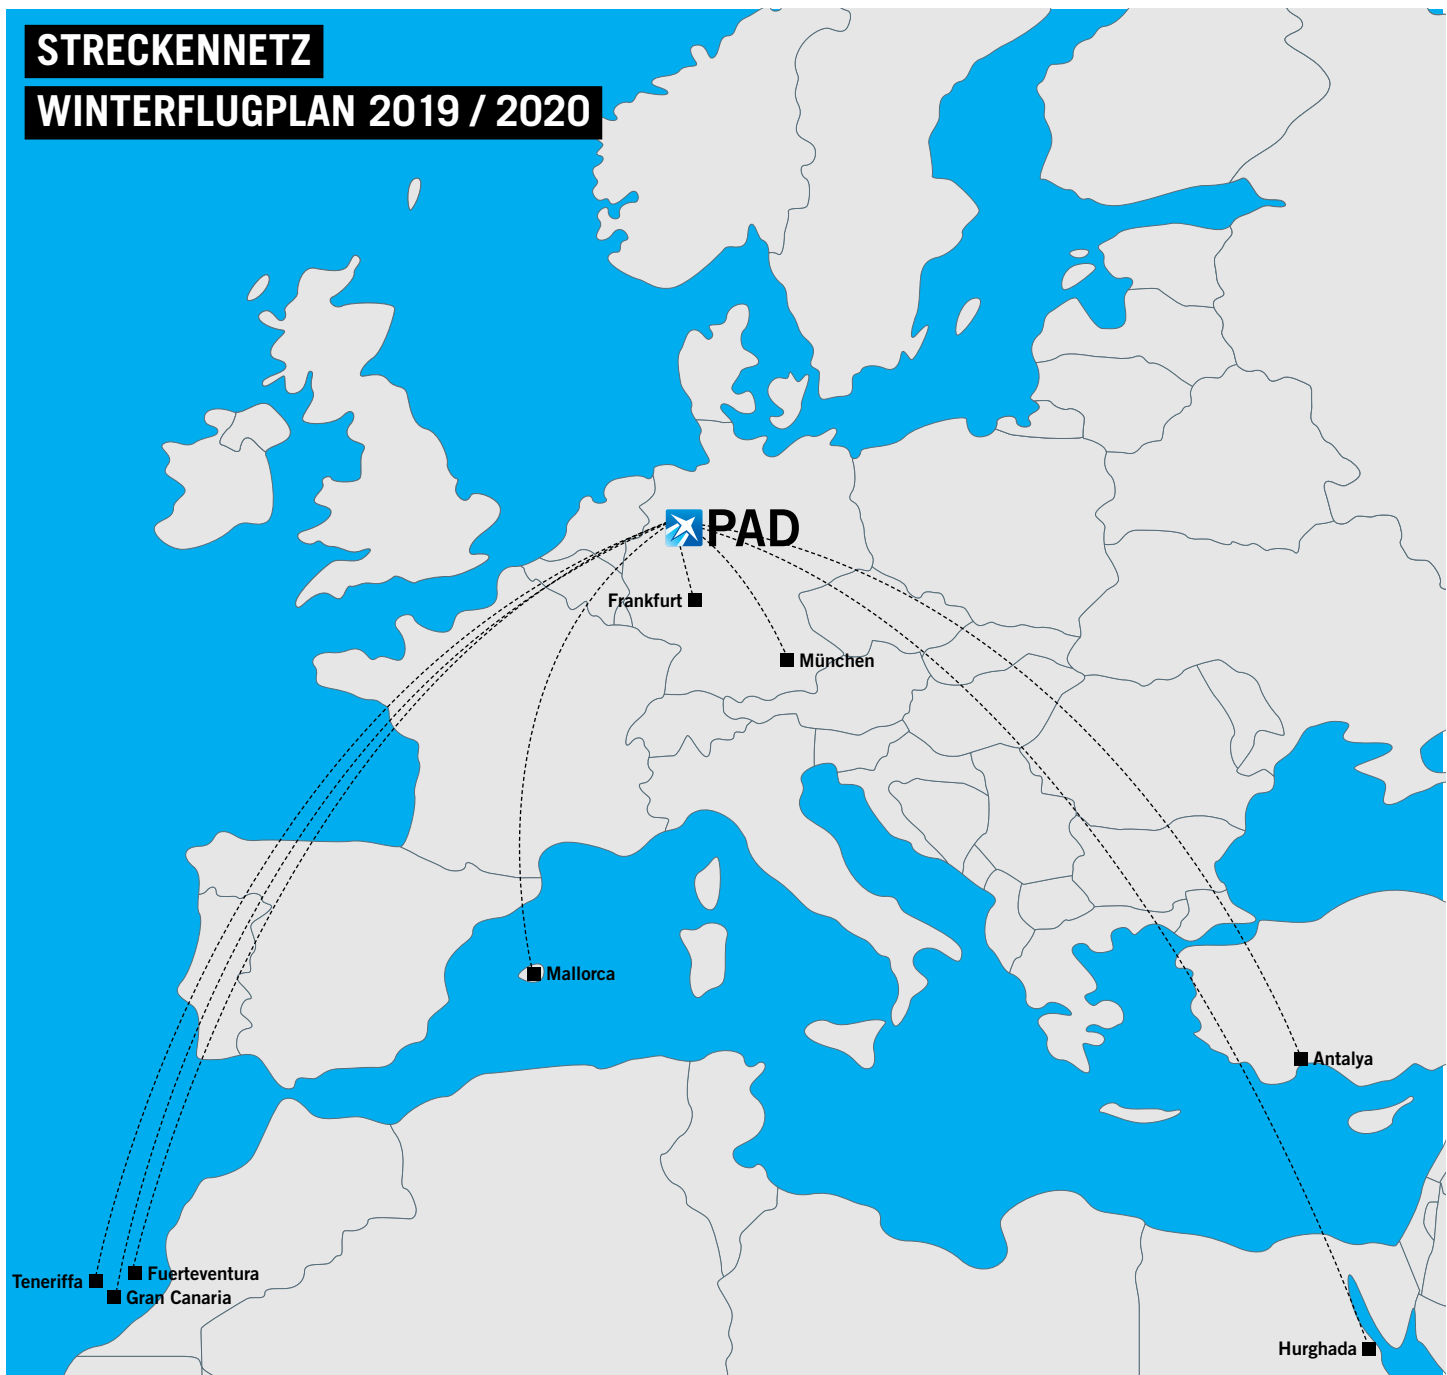 STRECKENNETZ
WINTERFLUGPLAN 2019 / 2020
PAD
Frankfurt
München
Mallorca
Antalya
Teneriffa
Fuerteventura
Gran Canaria
Hurghada